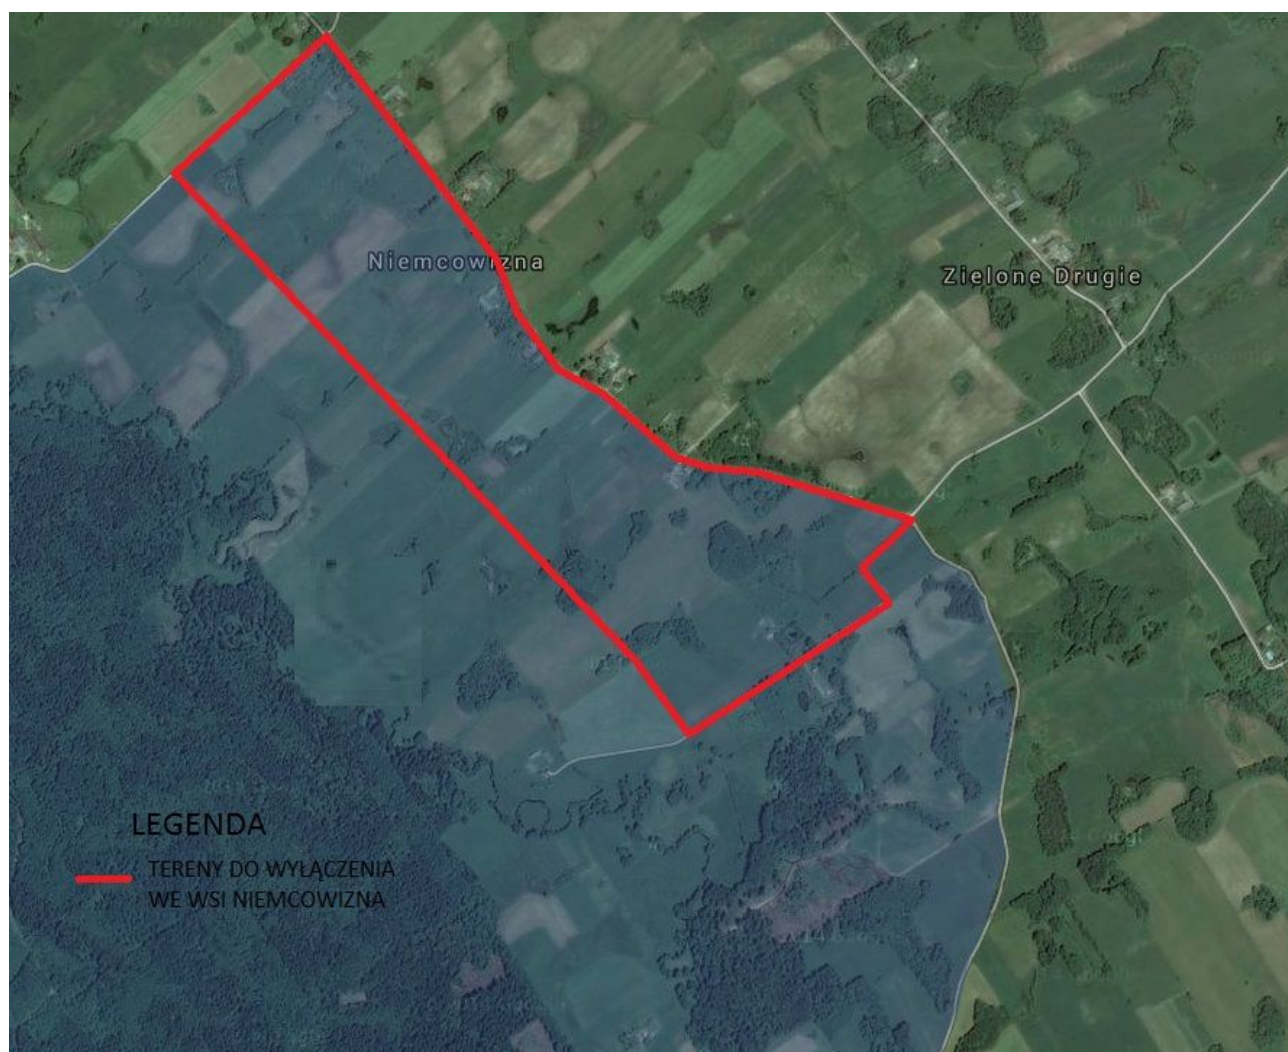 Niemcowizna
Zielone Drugie
LEGENDA
TERENY DO WYŁĄCZENIA
WE WSI NIEMCOWIZNA